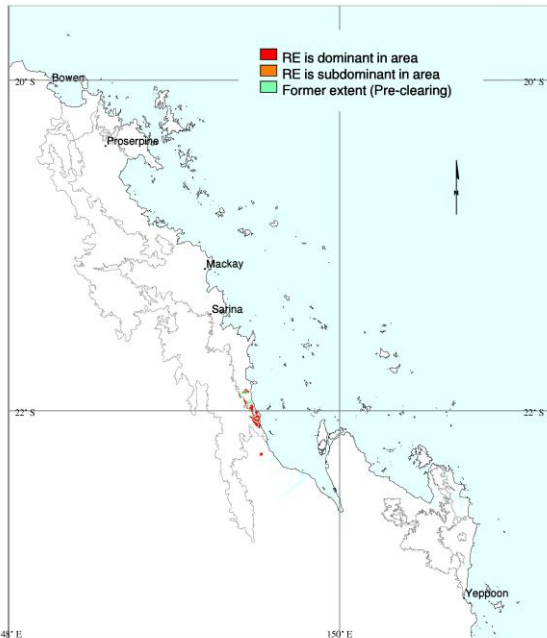 RE is dominant in area
RE is subdominant in area
Former extent (Pre-clearing)
20° S
20° S
Bowen
Proserpine
N
Mackay
Sarina
22° S
22° S
Yeppoon
48° E
150° E